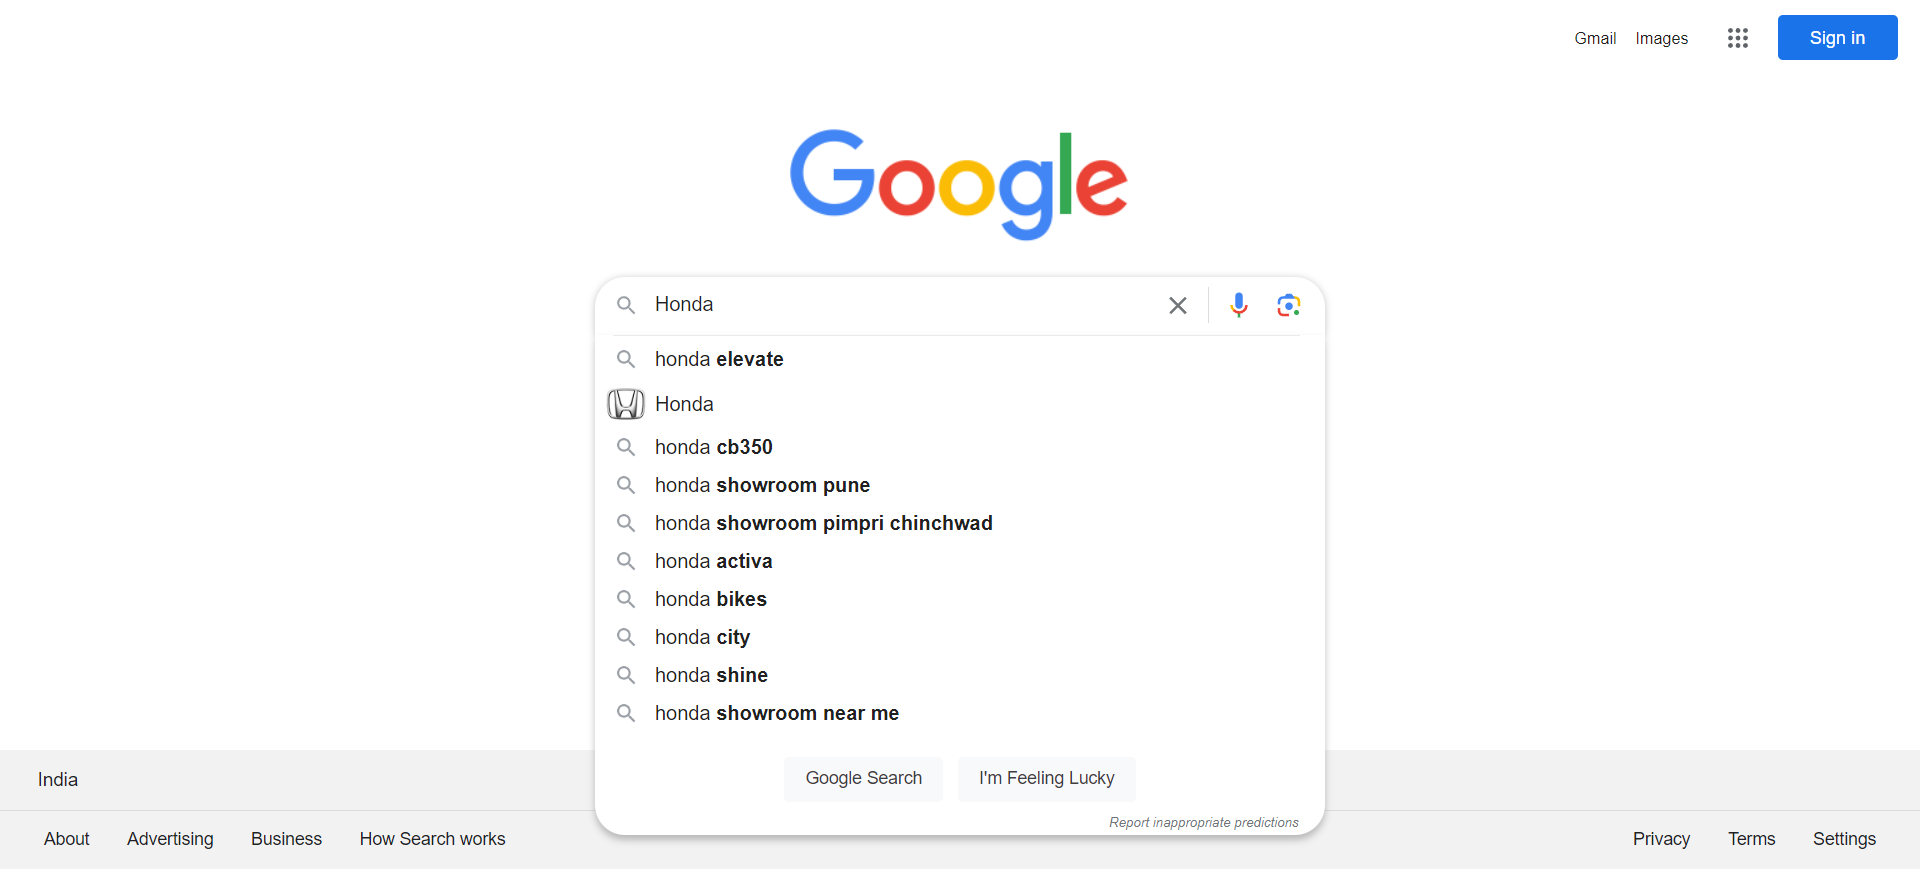 Gmail Images Sign in
Google
Honda
honda elevate
Honda
honda cb350
honda showroom pune
honda showroom pimpri chinchwad
honda activa
honda bikes
honda city
honda shine
honda showroom near me
Google Search I'm Feeling Lucky
Report inappropriate predictions
India
About Advertising Business How Search works Privacy Terms Settings